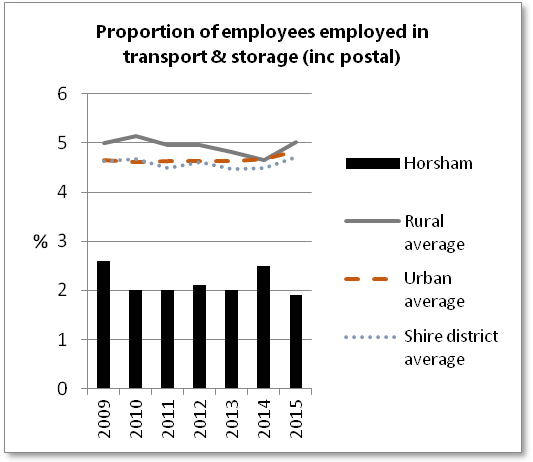 Proportion of employees employed in
transport & storage (inc postal)
6
5
4
3
2
1
0
%
2009
2010
2011
2012
2013
2014
2015
Horsham
Rural
average
Urban
average
Shire district
average